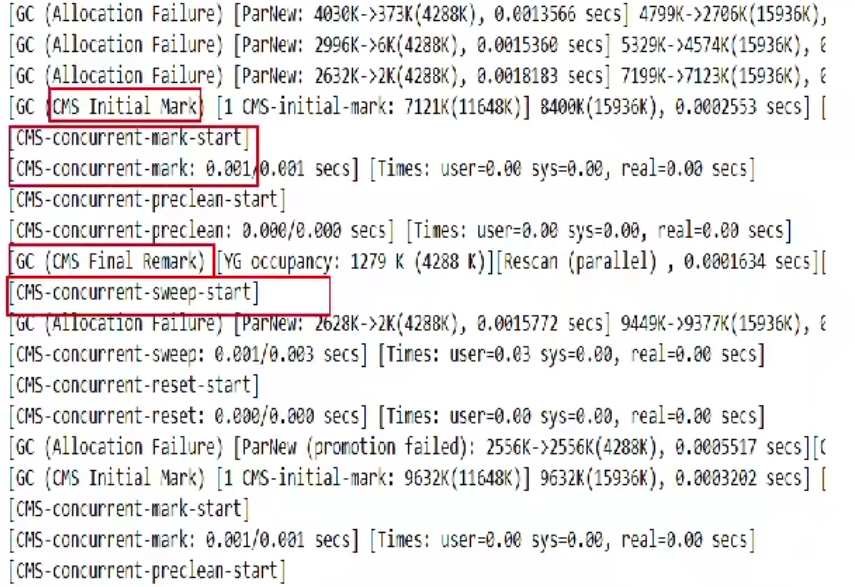 [GC (Allocation Failure) [ParNew: 4030K->373K(4288K), 0.0013566 secs] 4799K->2706K(15936K),
[GC (Allocation Failure) [ParNew: 2996K->6K(4288K), 0.0015360 secs] 5329K->4574K(15936K), 0
[GC (Allocation Failure) [ParNew: 2632K->2K(4288K), 0.0018183 secs] 7199K->7123K(15936K),
[GC (CMS Initial Mark) [1 CMS-initial-mark: 7121K(11648K)] 8400K(15936K), 0.0002553 secs] [
[CMS-concurrent-mark-start]
[CMS-concurrent-mark: 0.001/0.001 secs] [Times: user=0.00 sys=0.00, real=0.00 secs]
[CMS-concurrent-preclean-start]
[CMS-concurrent-preclean: 0.000/0.000 secs] [Times: user=0.00 sys=0.00, real=0.00 secs]
[GC (CMS Final Remark) [YG occupancy: 1279 K (4288 K)][Rescan (parallel) , 0.0001634 secs][
[CMS-concurrent-sweep-start]
[GC (Allocation Failure) [ParNew: 2628K->2K(4288K), 0.0015772 secs] 9449K->9377K(15936K),
[CMS-concurrent-sweep: 0.001/0.003 secs] [Times: user=0.03 sys=0.00, real=0.00 secs]
[CMS-concurrent-reset-start]
[CMS-concurrent-reset: 0.000/0.000 secs] [Times: user=0.00 sys=0.00, real=0.00 secs]
[GC (Allocation Failure) [ParNew (promotion failed): 2556K->2556K(4288K), 0.0005517 secs][
[GC (CMS Initial Mark) [1 CMS-initial-mark: 9632K(11648K)] 9632K(15936K), 0.0003202 secs] [
[CMS-concurrent-mark-start]
[CMS-concurrent-mark: 0.001/0.001 secs] [Times: user=0.00 sys=0.00, real=0.00 secs]
[CMS-concurrent-preclean-start]